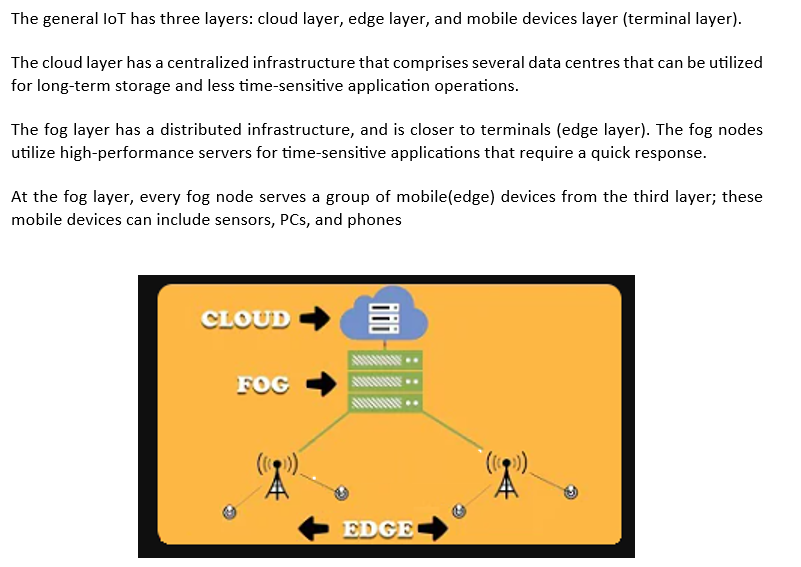 The general IoT has three layers: cloud layer, edge layer, and mobile devices layer (terminal layer).
The cloud layer has a centralized infrastructure that comprises several data centres that can be utilized
for long-term storage and less time-sensitive application operations.
The fog layer has a distributed infrastructure, and is closer to terminals (edge layer). The fog nodes
utilize high-performance servers for time-sensitive applications that require a quick response.
At the fog layer, every fog node serves a group of mobile(edge) devices from the third layer; these
mobile devices can include sensors, PCs, and phones
CLOUD
FOG
EDGE